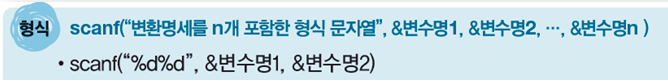 형식 scanf(“변환명세를 n개 포함한 형식 문자열”, &변수명1, &변수명2, …, &변수명n )
• scanf(“%d%d”, &변수명1, &변수명2)